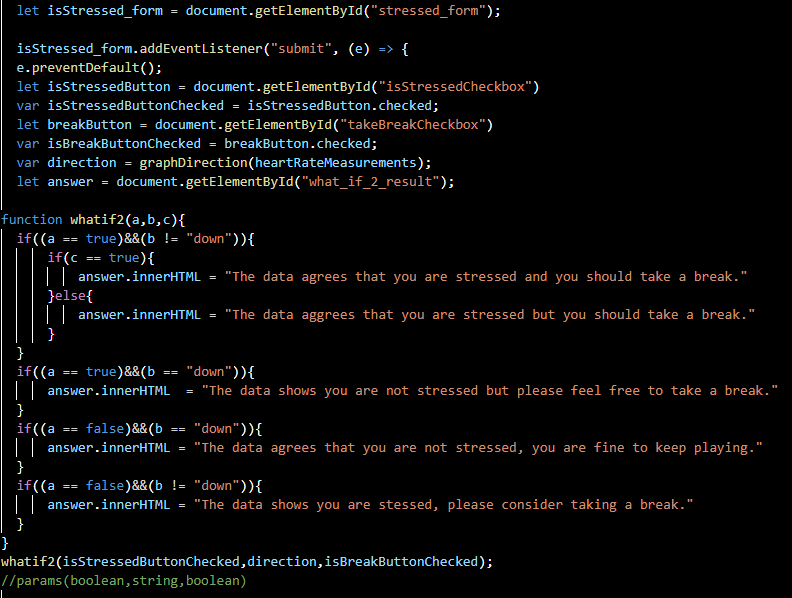 let isStressed_form = document.getElementById("stressed_form");
isStressed_form.addEventListener("submit", (e) => {
e.preventDefault();
let isStressedButton = document.getElementById("isStressedCheckbox")
var isStressedButtonChecked = isStressedButton.checked;
let breakButton = document.getElementById("takeBreakCheckbox")
var isBreakButtonChecked = breakButton.checked;
var direction = graphDirection(heartRateMeasurements);
let answer = document.getElementById("what_if_2_result");
function whatif2(a,b,c){
if((a == true)&&(b != "down")){
if(c == true){
answer.innerHTML = "The data agrees that you are stressed and you should take a break."
}else{
answer.innerHTML = "The data aggrees that you are stressed but you should take a break."
}
}
if((a == true)&&(b == "down")){
answer.innerHTML  = "The data shows you are not stressed but please feel free to take a break."
}
if((a == false)&&(b == "down")){
answer.innerHTML = "The data agrees that you are not stressed, you are fine to keep playing."
}
if((a == false)&&(b != "down")){
answer.innerHTML = "The data shows you are stessed, please consider taking a break."
}
}
whatif2(isStressedButtonChecked,direction,isBreakButtonChecked);
//params(boolean,string,boolean)